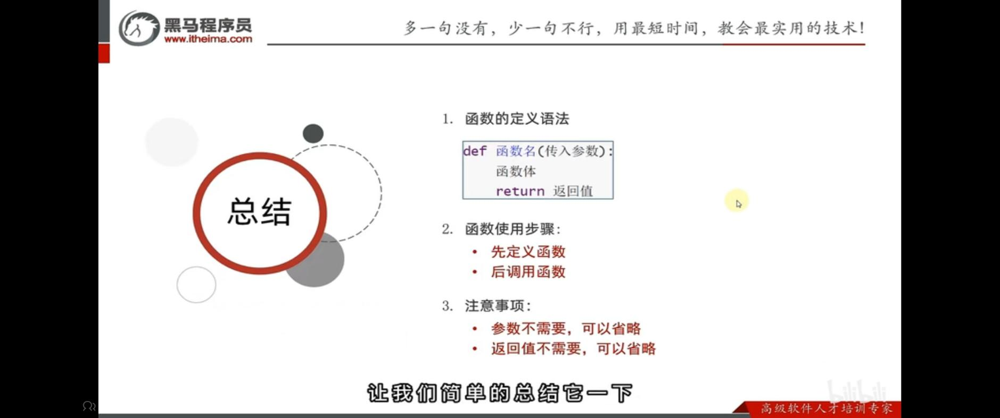 黑马程序员
www.itheima.com
多一句没有，少一句不行，用最短时间，教会最实用的技术！
总结
1. 函数的定义语法
def 函数名(传入参数):
函数体
return 返回值
2. 函数使用步骤：
• 先定义函数
• 后调用函数
3. 注意事项：
• 参数不需要，可以省略
• 返回值不需要，可以省略
让我们简单的总结它一下
bilibili
高级软件人才培训专家